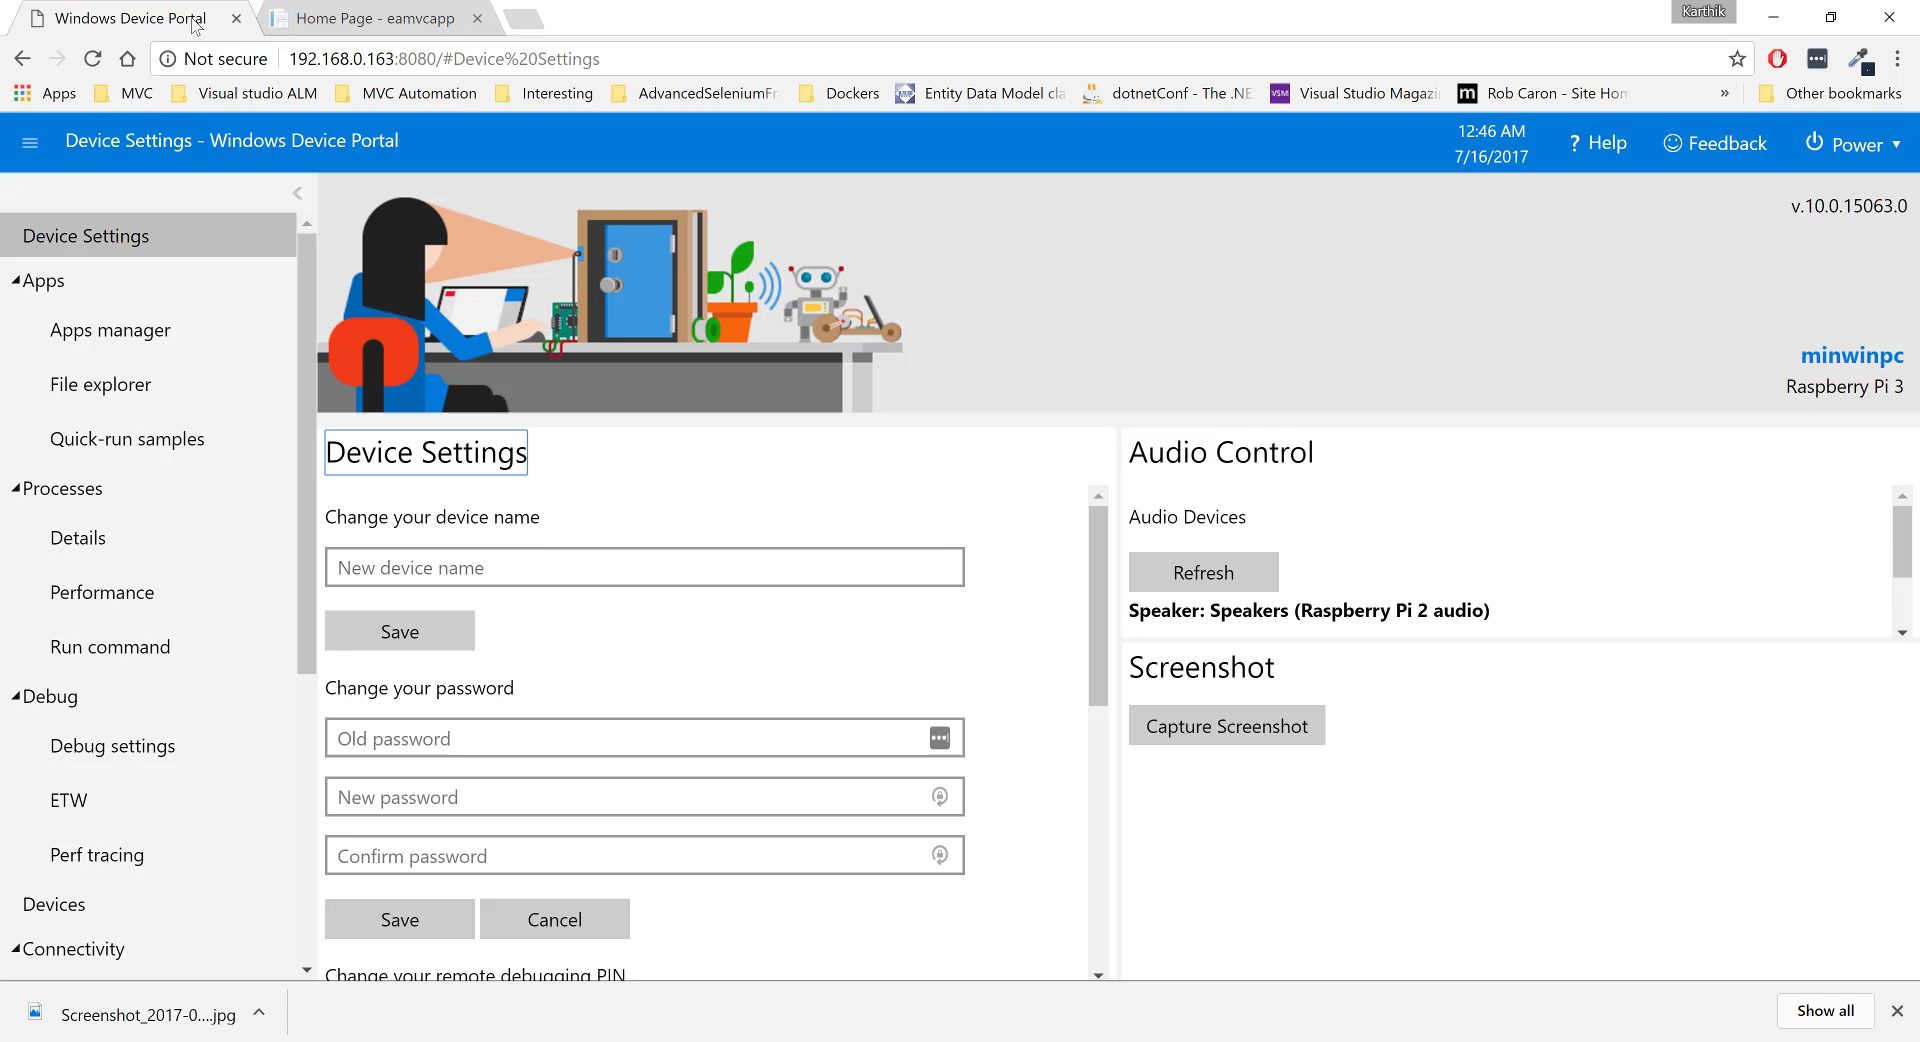 Windows Device Portal
Home Page - eamvcapp
Karthik
Not secure
192.168.0.163:8080/#Device%20Settings
Apps
MVC
Visual studio ALM
MVC Automation
Interesting
AdvancedSeleniumFr
Dockers
Entity Data Model cla
dotnetConf - The .NE
VSM
Visual Studio Magazi
m
Rob Caron - Site Hom
»
Other bookmarks
Device Settings - Windows Device Portal
12:46 AM
7/16/2017
? Help
Feedback
Power
Device Settings
Apps
Apps manager
File explorer
Quick-run samples
Processes
Details
Performance
Run command
Debug
Debug settings
ETW
Perf tracing
Devices
Connectivity
v.10.0.15063.0
minwinpc
Raspberry Pi 3
Device Settings
Change your device name
New device name
Save
Change your password
Old password
New password
Confirm password
Save
Cancel
Change your remote debugging PIN
Audio Control
Audio Devices
Refresh
Speaker: Speakers (Raspberry Pi 2 audio)
Screenshot
Capture Screenshot
Screenshot_2017-0....jpg
Show all